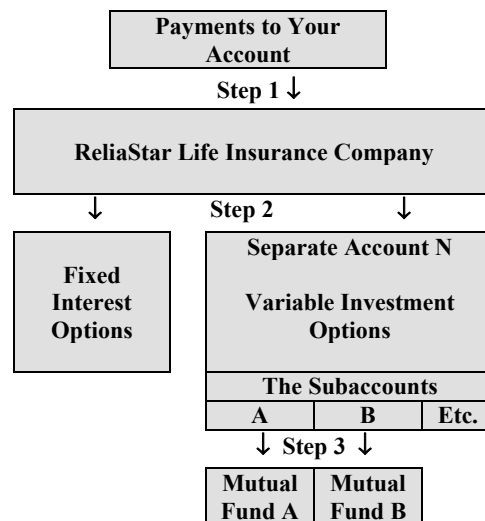 Payments to Your
Account
Step 1 ↓
ReliaStar Life Insurance Company
↓ Step 2 ↓
Fixed
Interest
Options
Separate Account N
Variable Investment
Options
The Subaccounts
A B Etc.
↓ Step 3 ↓
Mutual
Fund A
Mutual
Fund B